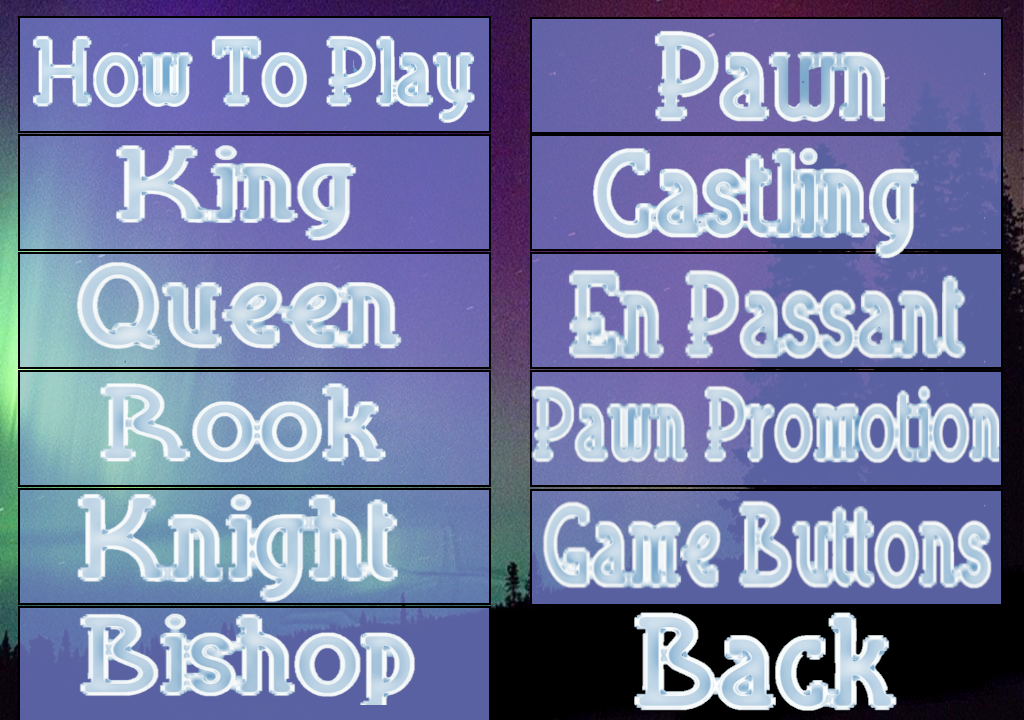 How To Play
King
Queen
Rook
Knight
Bishop
Pawn
Castling
En Passant
Pawn Promotion
Game Buttons
Back